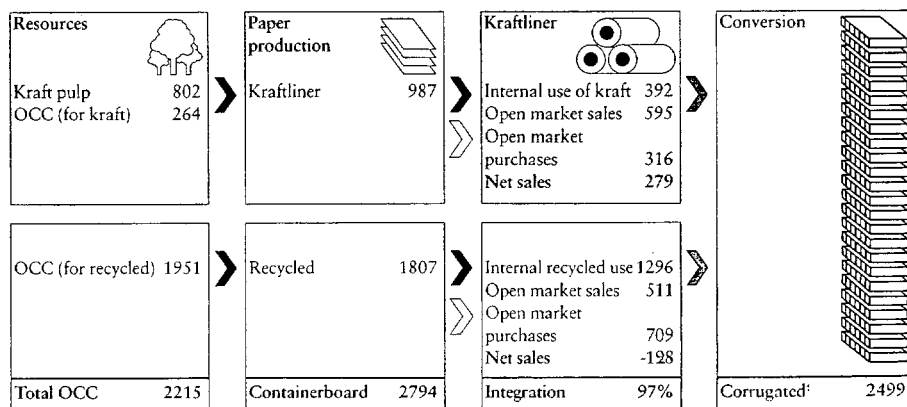 Resources
Kraft pulp 802
OCC (for kraft) 264
OCC (for recycled) 1951
Total OCC 2215
Paper
production
Kraftliner 987
Recycled 1807
Containerboard 2794
Kraftliner
Internal use of kraft 392
Open market sales 595
Open market
purchases 316
Net sales 279
Internal recycled use 1296
Open market sales 511
Open market
purchases 709
Net sales -198
Integration 97%
Conversion
Corrugated: 2499